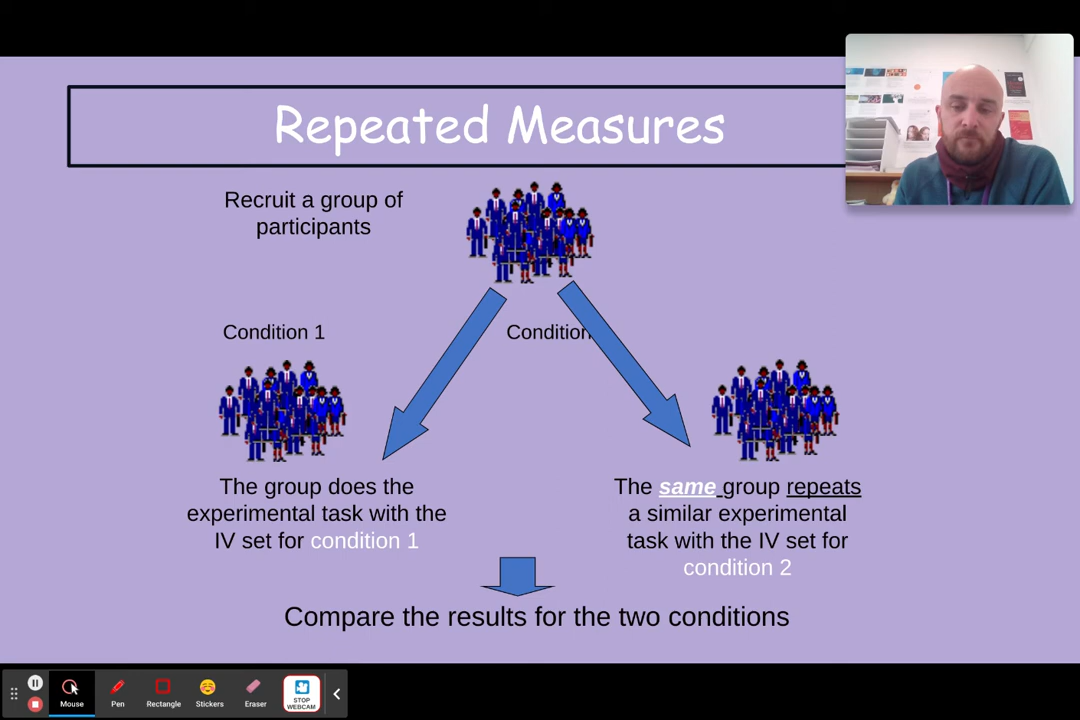 Repeated Measures
Recruit a group of
participants
Condition 1
Condition
The group does the
experimental task with the
IV set for condition 1
The same group repeats
a similar experimental
task with the IV set for
condition 2
Compare the results for the two conditions
Mouse
Pen
Rectangle
Stickers
Eraser
STOP
WEBCAM